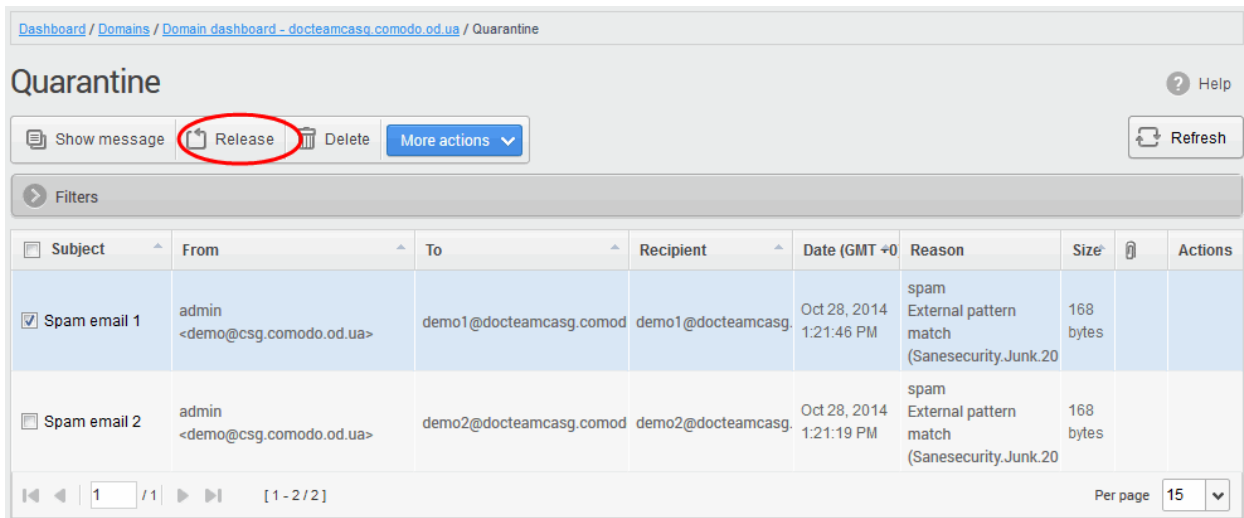 Dashboard / Domains / Domain dashboard - docteamcasg.comodo.od.ua / Quarantine
Quarantine
Help
Show message Release Delete More actions
Refresh
Filters
Subject From To Recipient Date (GMT +0 Reason Size Actions
Spam email 1
admin
<demo@csg.comodo.od.ua>
demo1@docteamcasg.comod
demo1@docteamcasg.
Oct 28, 2014
1:21:46 PM
spam
External pattern
match
(Sanesecurity.Junk.20
168
bytes
Spam email 2
admin
<demo@csg.comodo.od.ua>
demo2@docteamcasg.comod
demo2@docteamcasg.
Oct 28, 2014
1:21:19 PM
spam
External pattern
match
(Sanesecurity.Junk.20
168
bytes
1 / 1 [ 1 - 2 / 2 ] Per page 15